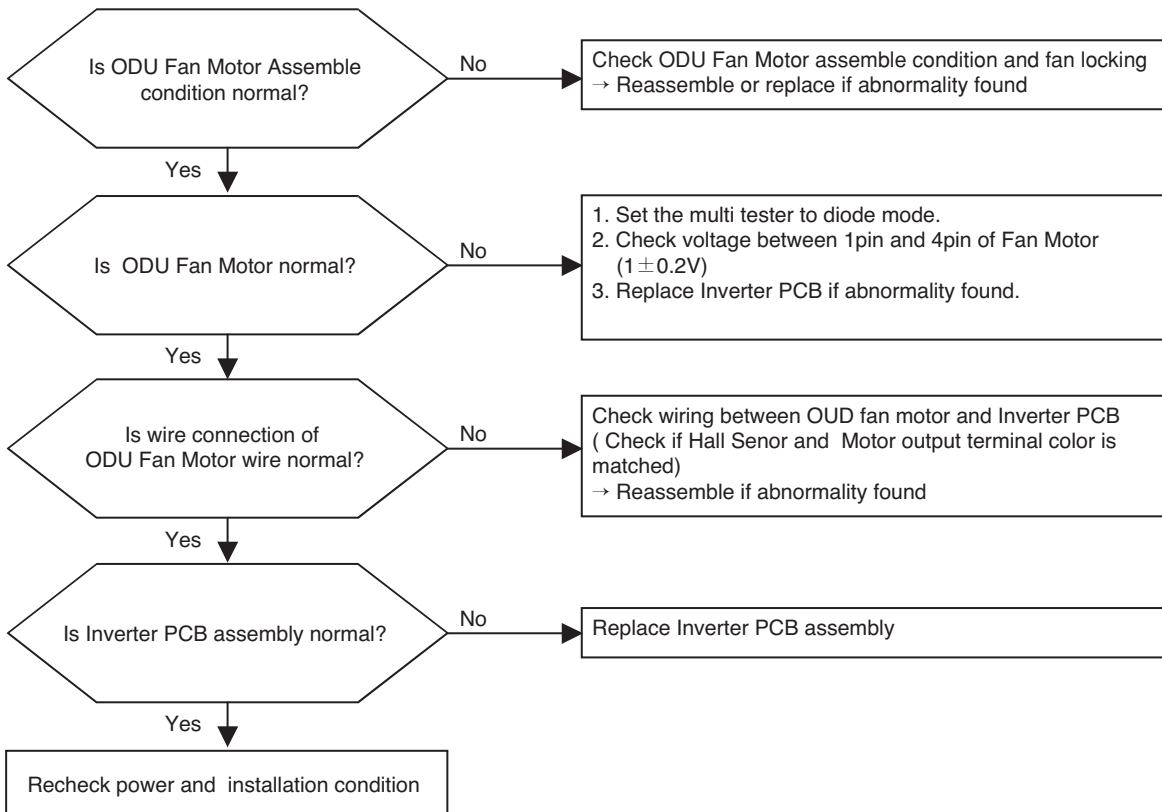 Is ODU Fan Motor Assemble
condition normal?
No
Check ODU Fan Motor assemble condition and fan locking
→ Reassemble or replace if abnormality found
Yes
Is ODU Fan Motor normal?
No
1. Set the multi tester to diode mode.
2. Check voltage between 1pin and 4pin of Fan Motor
(1±0.2V)
3. Replace Inverter PCB if abnormality found.
Yes
Is wire connection of
ODU Fan Motor wire normal?
No
Check wiring between OUD fan motor and Inverter PCB
( Check if Hall Senor and Motor output terminal color is
matched)
→ Reassemble if abnormality found
Yes
Is Inverter PCB assembly normal?
No
Replace Inverter PCB assembly
Yes
Recheck power and installation condition